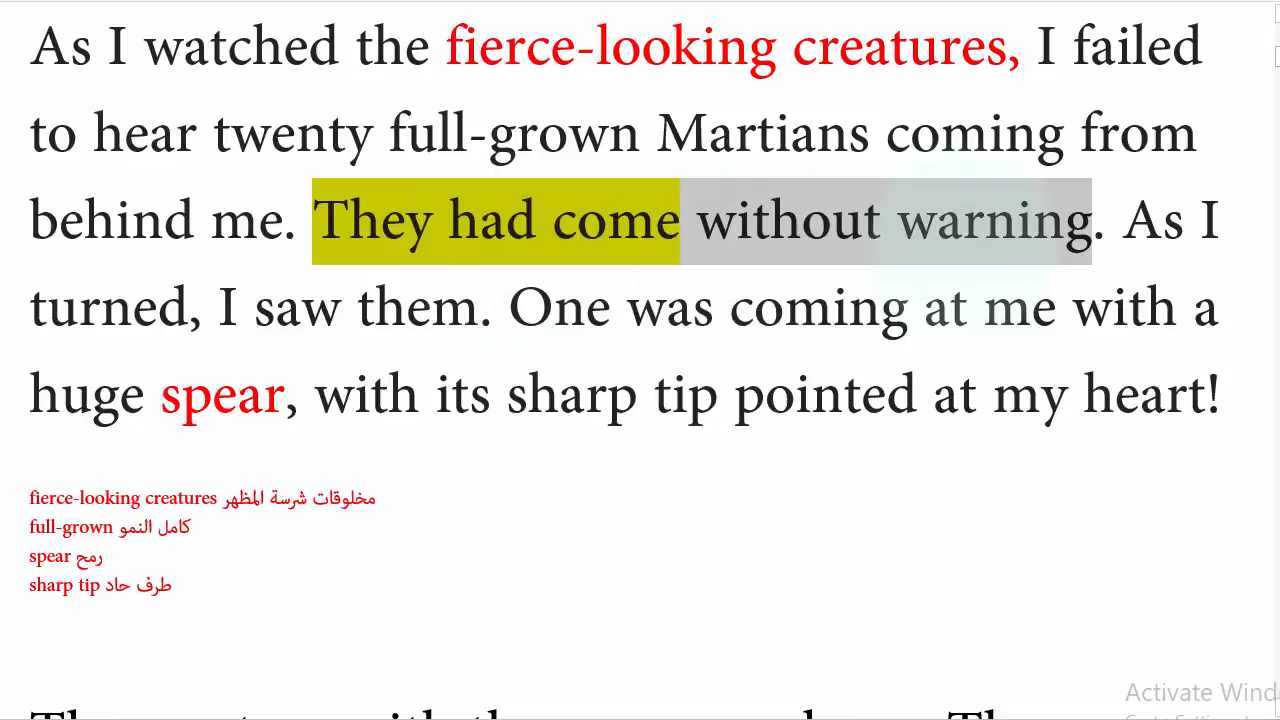 As I watched the fierce-looking creatures, I failed
to hear twenty full-grown Martians coming from
behind me. They had come without warning. As I
turned, I saw them. One was coming at me with a
huge spear, with its sharp tip pointed at my heart!
fierce-looking creatures مخلوقات شرسة المظهر
full-grown كامل النمو
spear رمح
sharp tip طرف حاد
Activate Wind